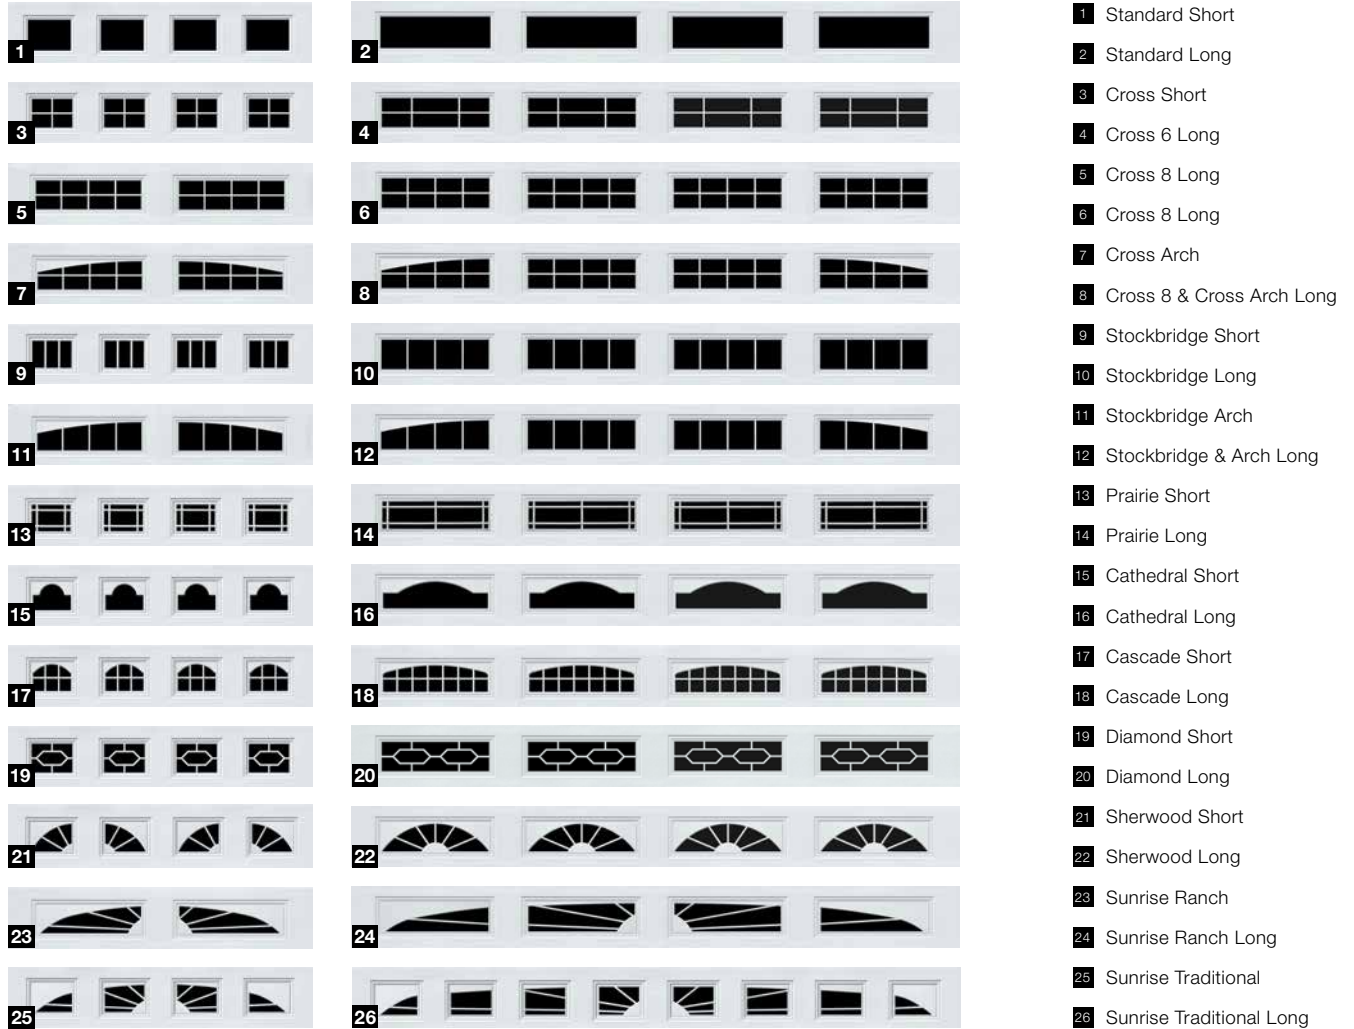 1 Standard Short
2 Standard Long
3 Cross Short
4 Cross 6 Long
5 Cross 8 Long
6 Cross 8 Long
7 Cross Arch
8 Cross 8 & Cross Arch Long
9 Stockbridge Short
10 Stockbridge Long
11 Stockbridge Arch
12 Stockbridge & Arch Long
13 Prairie Short
14 Prairie Long
15 Cathedral Short
16 Cathedral Long
17 Cascade Short
18 Cascade Long
19 Diamond Short
20 Diamond Long
21 Sherwood Short
22 Sherwood Long
23 Sunrise Ranch
24 Sunrise Ranch Long
25 Sunrise Traditional
26 Sunrise Traditional Long
1 2
3 4
5 6
7 8
9 10
11 12
13 14
15 16
17 18
19 20
21 22
23 24
25 26